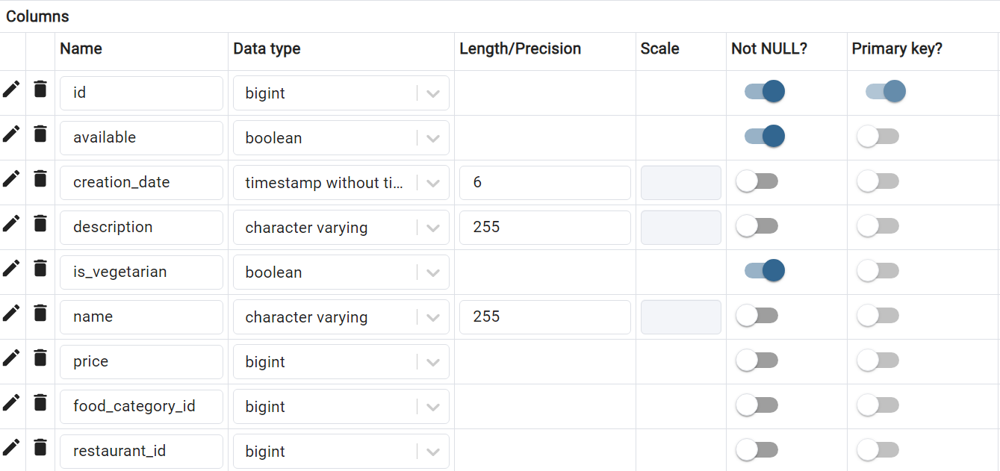 Columns
Name Data type Length/Precision Scale Not NULL? Primary key?
id bigint
available boolean
creation_date timestamp without ti... 6
description character varying 255
is_vegetarian boolean
name character varying 255
price bigint
food_category_id bigint
restaurant_id bigint